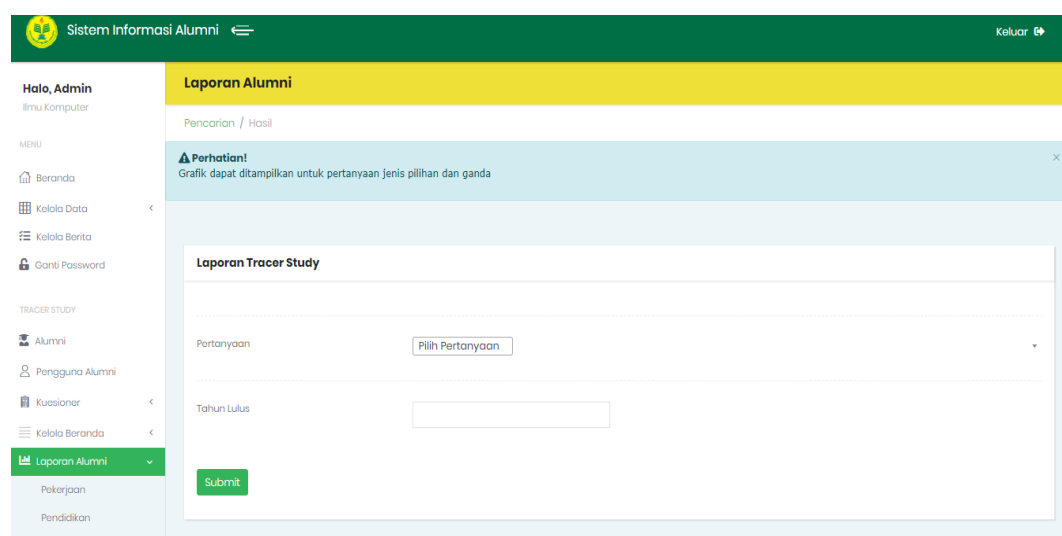 Sistem Informasi Alumni
Keluar
Halo, Admin
Ilmu Komputer
MENU
Beranda
Kelola Data
Kelola Berita
Ganti Password
TRACER STUDY
Alumni
Pengguna Alumni
Kuesioner
Kelola Beranda
Laporan Alumni
Pekerjaan
Pendidikan
Laporan Alumni
Pencarian / Hasil
Perhatian!
Grafik dapat ditampilkan untuk pertanyaan jenis pilihan dan ganda
Laporan Tracer Study
Pertanyaan
Pilih Pertanyaan
Tahun Lulus
Submit